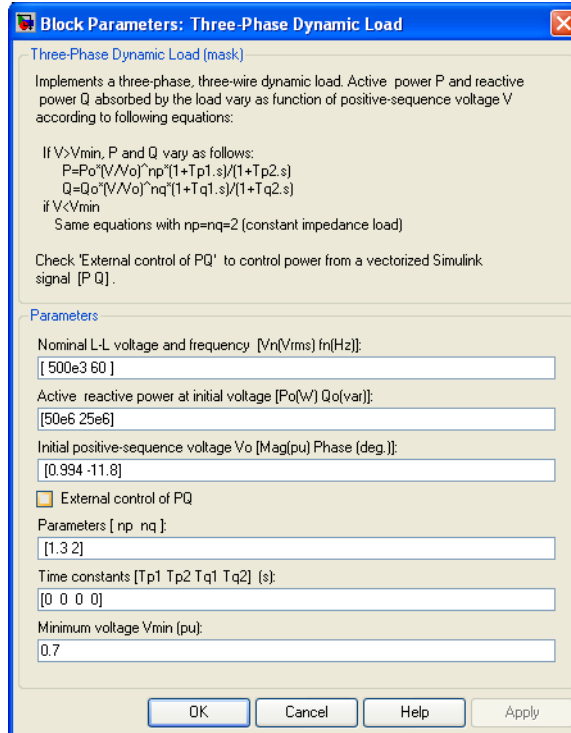 Block Parameters: Three-Phase Dynamic Load
Three-Phase Dynamic Load (mask)
Implements a three-phase, three-wire dynamic load. Active power P and reactive
power Q absorbed by the load vary as function of positive-sequence voltage V
according to following equations:
If V>Vmin, P and Q vary as follows:
P=Po*(V/Vo)^np*(1+Tp1.s)/(1+Tp2.s)
Q=Qo*(V/Vo)^nq*(1+Tq1.s)/(1+Tq2.s)
if V<Vmin
Same equations with np=nq=2 (constant impedance load)
Check 'External control of PQ' to control power from a vectorized Simulink
signal [P Q] .
Parameters
Nominal L-L voltage and frequency [Vn(Vrms) fn(Hz)]:
[ 500e3 60 ]
Active reactive power at initial voltage [Po(W) Qo(var)]:
[50e6 25e6]
Initial positive-sequence voltage Vo [Mag(pu) Phase (deg.)]:
[0.994 -11.8]
External control of PQ
Parameters [ np nq ]:
[1.3 2]
Time constants [Tp1 Tp2 Tq1 Tq2] (s):
[0 0 0 0]
Minimum voltage Vmin (pu):
0.7
OK Cancel Help Apply